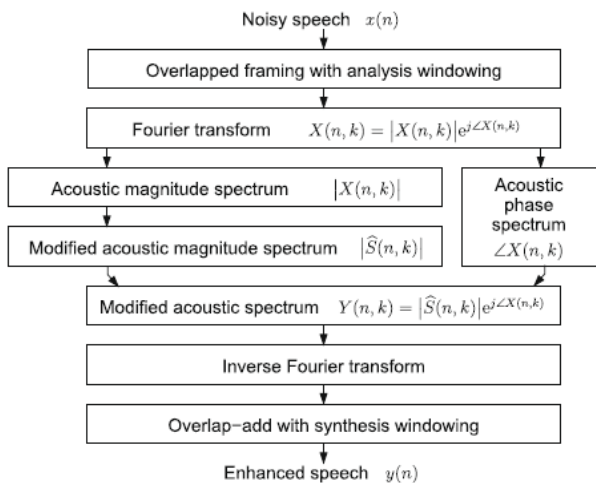 Noisy speech x(n)
Overlapped framing with analysis windowing
Fourier transform X(n, k) = |X(n, k)|e^{j∠X(n,k)}
Acoustic magnitude spectrum |X(n, k)|
Acoustic
phase
spectrum
∠X(n, k)
Modified acoustic magnitude spectrum |Ŝ(n, k)|
Modified acoustic spectrum Y(n, k) = |Ŝ(n, k)|e^{j∠X(n,k)}
Inverse Fourier transform
Overlap−add with synthesis windowing
Enhanced speech y(n)